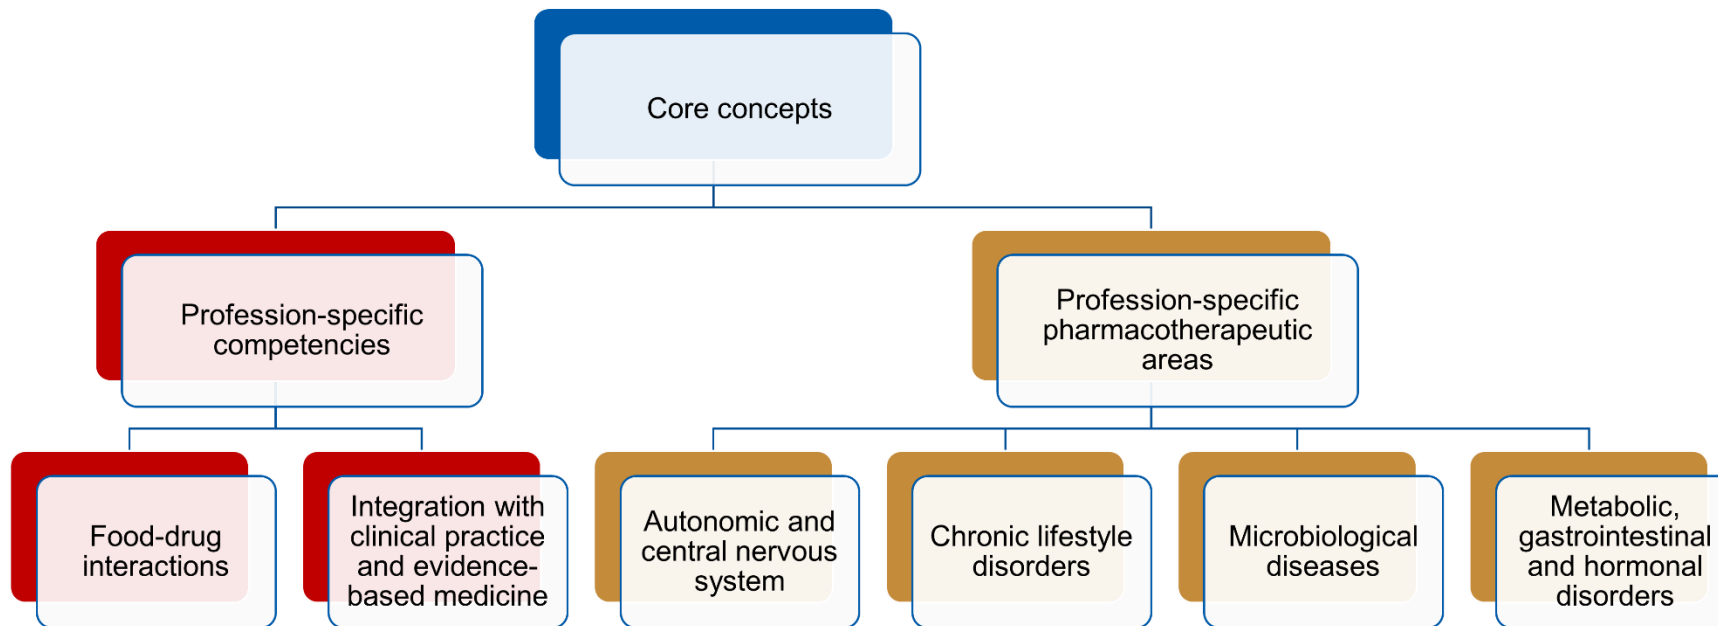 Core concepts
Profession-specific
competencies
Profession-specific
pharmacotherapeutic
areas
Food-drug
interactions
Integration with
clinical practice
and evidence-
based medicine
Autonomic and
central nervous
system
Chronic lifestyle
disorders
Microbiological
diseases
Metabolic,
gastrointestinal
and hormonal
disorders